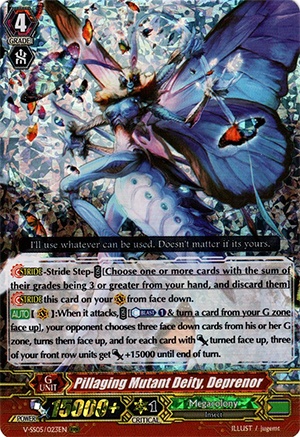 4
GRADE
I'll use whatever can be used. Doesn't matter if its yours.
STRIDE -Stride Step- [Choose one or more cards with the sum of
their grades being 3 or greater from your hand, and discard them]
STRIDE this card on your from face down.
AUTO 1 :When it attacks, [ BLAST 1 & turn a card from your G zone
face up], your opponent chooses three face down cards from his or her G
zone, turns them face up, and for each card with turned face up, three
of your front row units get +15000 until end of turn.
G UNIT
Pillaging Mutant Deity, Deprenor
POWER 15000+
1
CRITICAL
Megacolony
Insect
V-SS05/023EN
ILLUST / jugemt